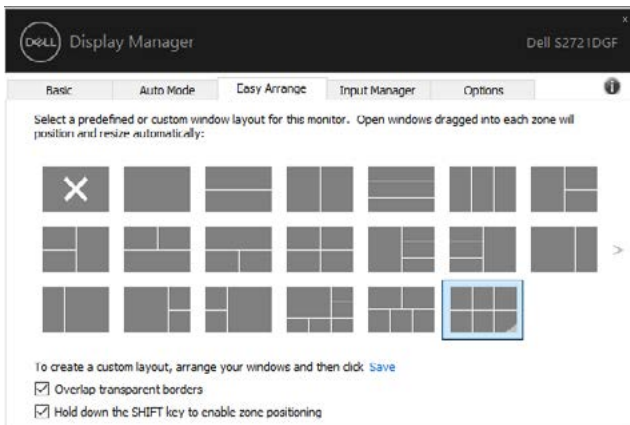 x
DELL Display Manager Dell S2721DGF
Basic Auto Mode Easy Arrange Input Manager Options
Select a predefined or custom window layout for this monitor. Open windows dragged into each zone will
position and resize automatically:
>
To create a custom layout, arrange your windows and then click Save
Overlap transparent borders
Hold down the SHIFT key to enable zone positioning